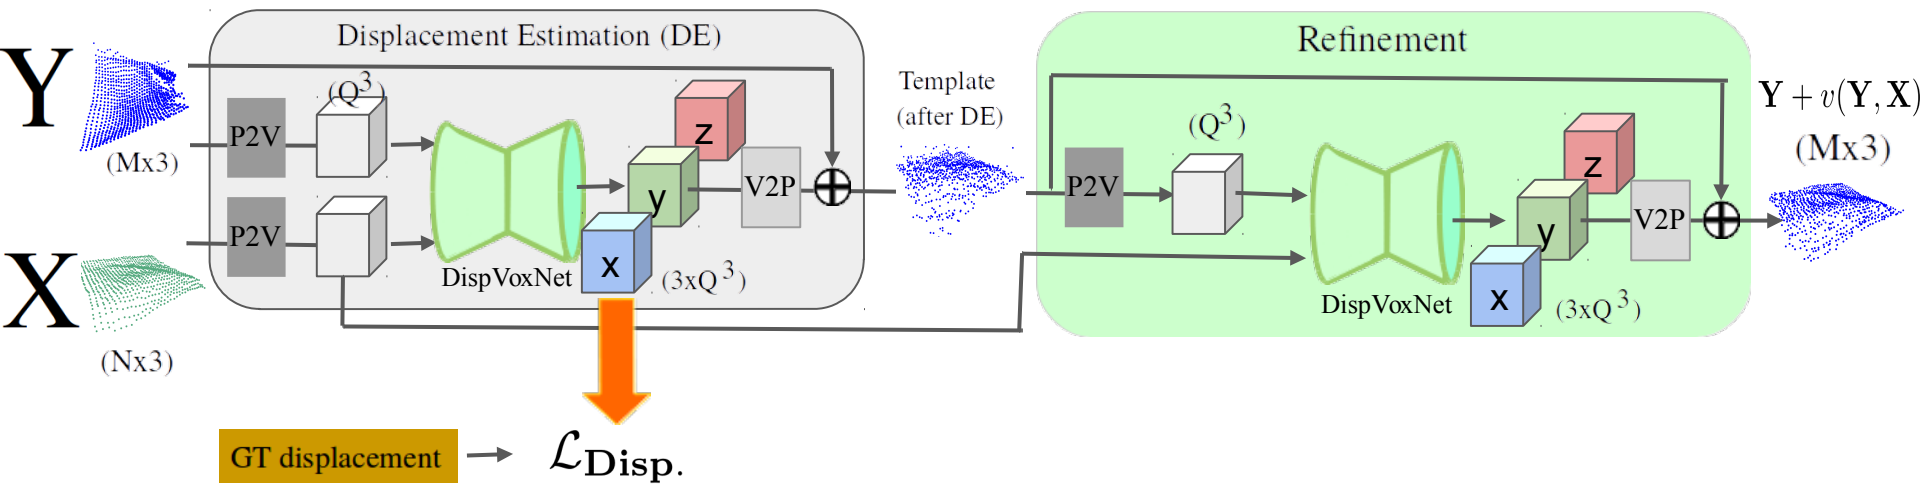 Displacement Estimation (DE)
Refinement
Y
(Mx3)
P2V
(Q³)
z
y
x
V2P
P2V
DispVoxNet
(3xQ³)
X
(Nx3)
Template
(after DE)
P2V
(Q³)
z
y
x
V2P
DispVoxNet
(3xQ³)
Y + v(Y, X)
(Mx3)
GT displacement
ℒ_Disp.